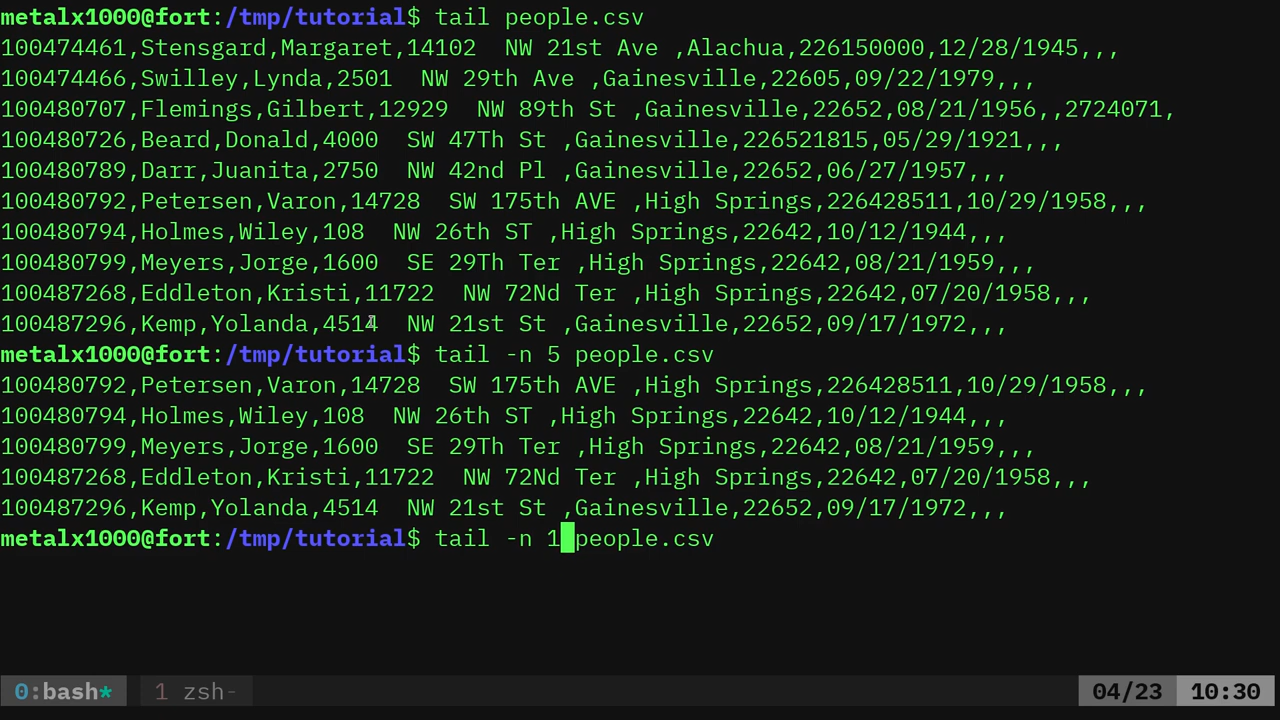 metalx1000@fort:/tmp/tutorial$ tail people.csv
100474461,Stensgard,Margaret,14102  NW 21st Ave ,Alachua,226150000,12/28/1945,,,
100474466,Swilley,Lynda,2501  NW 29th Ave ,Gainesville,22605,09/22/1979,,,
100480707,Flemings,Gilbert,12929  NW 89th St ,Gainesville,22652,08/21/1956,,2724071,
100480726,Beard,Donald,4000  SW 47Th St ,Gainesville,226521815,05/29/1921,,,
100480789,Darr,Juanita,2750  NW 42nd Pl ,Gainesville,22652,06/27/1957,,,
100480792,Petersen,Varon,14728  SW 175th AVE ,High Springs,226428511,10/29/1958,,,
100480794,Holmes,Wiley,108  NW 26th ST ,High Springs,22642,10/12/1944,,,
100480799,Meyers,Jorge,1600  SE 29Th Ter ,High Springs,22642,08/21/1959,,,
100487268,Eddleton,Kristi,11722  NW 72Nd Ter ,High Springs,22642,07/20/1958,,,
100487296,Kemp,Yolanda,4514  NW 21st St ,Gainesville,22652,09/17/1972,,,
metalx1000@fort:/tmp/tutorial$ tail -n 5 people.csv
100480792,Petersen,Varon,14728  SW 175th AVE ,High Springs,226428511,10/29/1958,,,
100480794,Holmes,Wiley,108  NW 26th ST ,High Springs,22642,10/12/1944,,,
100480799,Meyers,Jorge,1600  SE 29Th Ter ,High Springs,22642,08/21/1959,,,
100487268,Eddleton,Kristi,11722  NW 72Nd Ter ,High Springs,22642,07/20/1958,,,
100487296,Kemp,Yolanda,4514  NW 21st St ,Gainesville,22652,09/17/1972,,,
metalx1000@fort:/tmp/tutorial$ tail -n 1 people.csv
0:bash* 1 zsh- 04/23 10:30